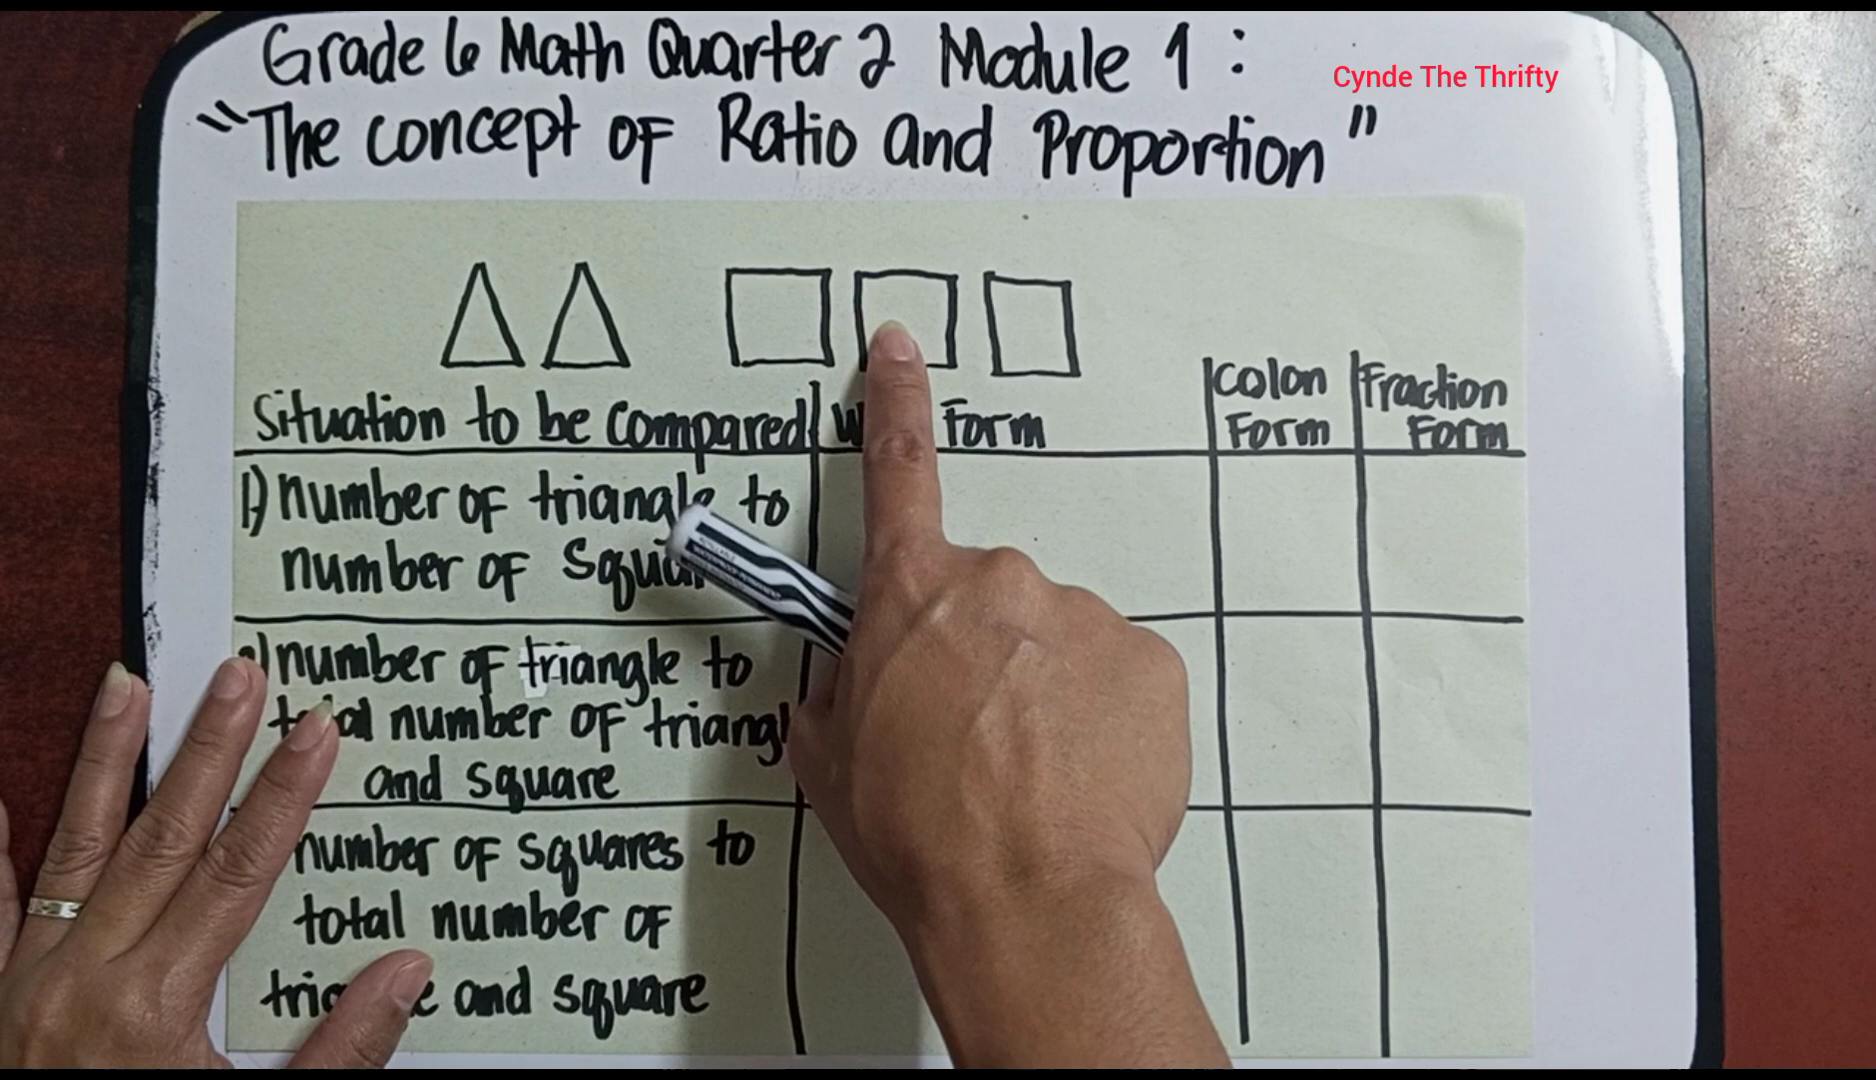 Grade 6 Math Quarter 2 Module 1 :
Cynde The Thrifty
"The concept of Ratio and Proportion"
Situation to be compared
Form
Colon
Form
Fraction
Form
1) number of triangle to
number of
number of triangle to
total number of
and square
number of squares to
total number of
and square